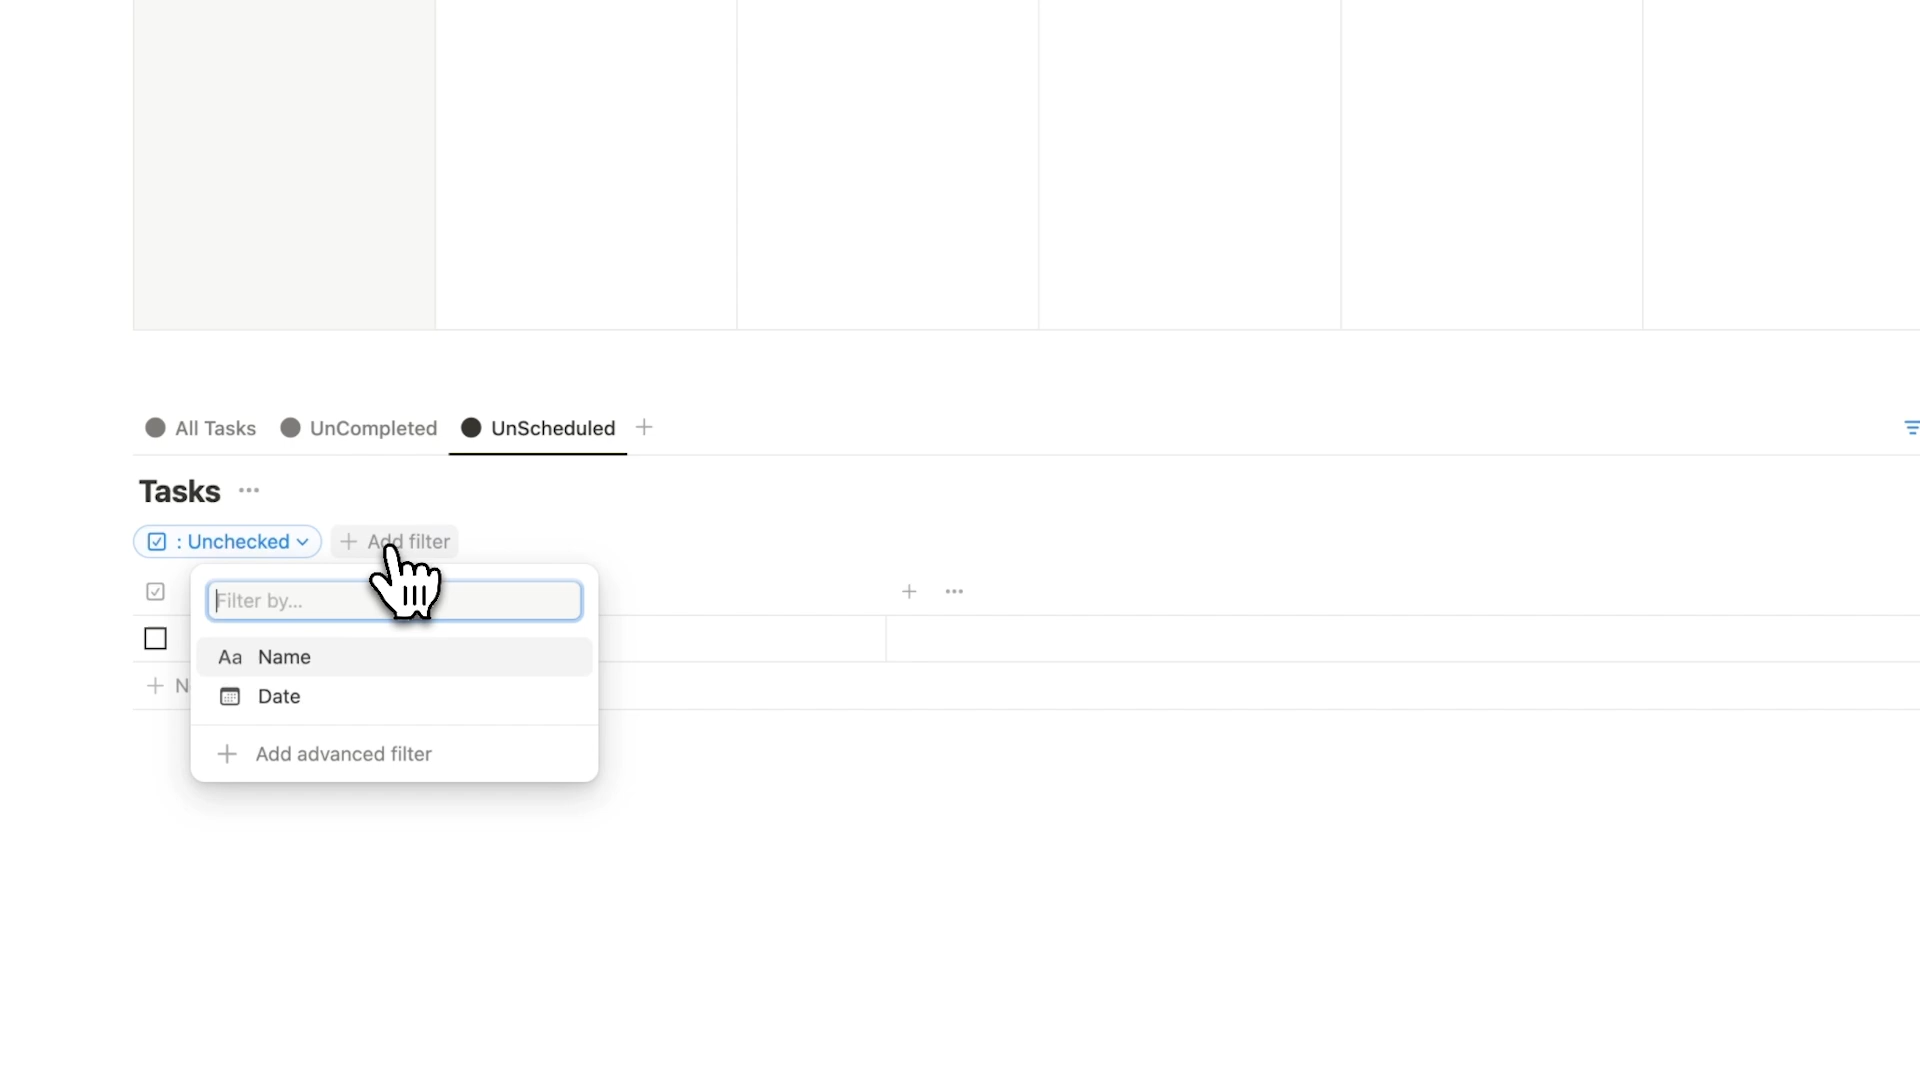 All Tasks UnCompleted UnScheduled
Tasks
: Unchecked Add filter
Filter by...
Aa Name
Date
Add advanced filter